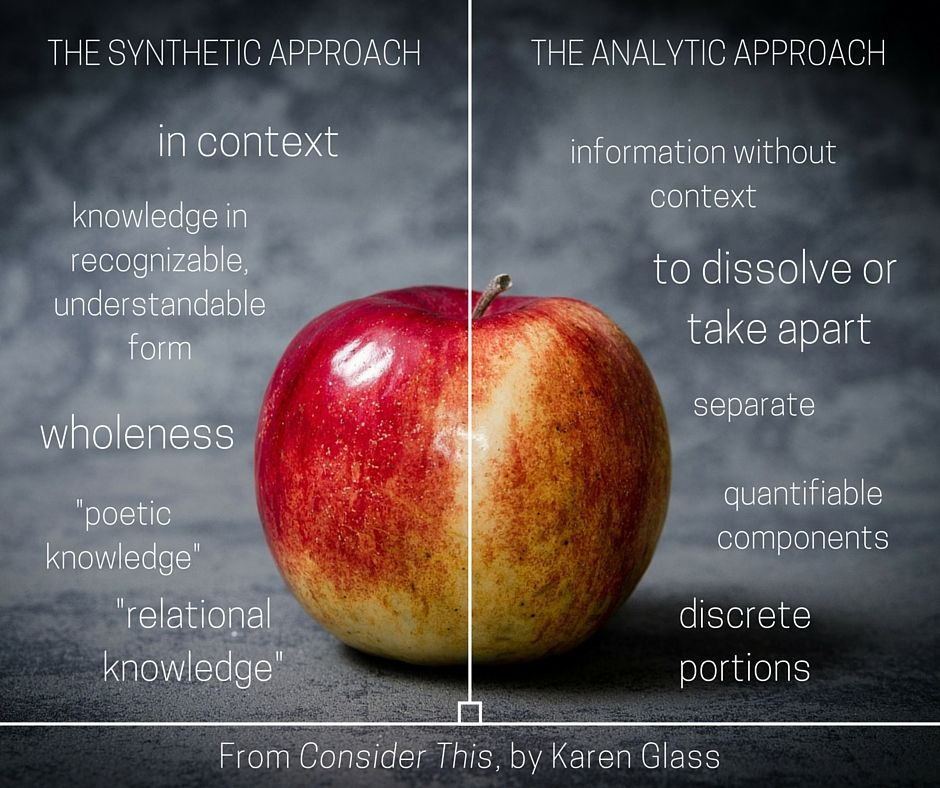 THE SYNTHETIC APPROACH
in context
knowledge in
recognizable,
understandable
form
wholeness
"poetic
knowledge"
"relational
knowledge"
THE ANALYTIC APPROACH
information without
context
to dissolve or
take apart
separate
quantifiable
components
discrete
portions
From Consider This, by Karen Glass